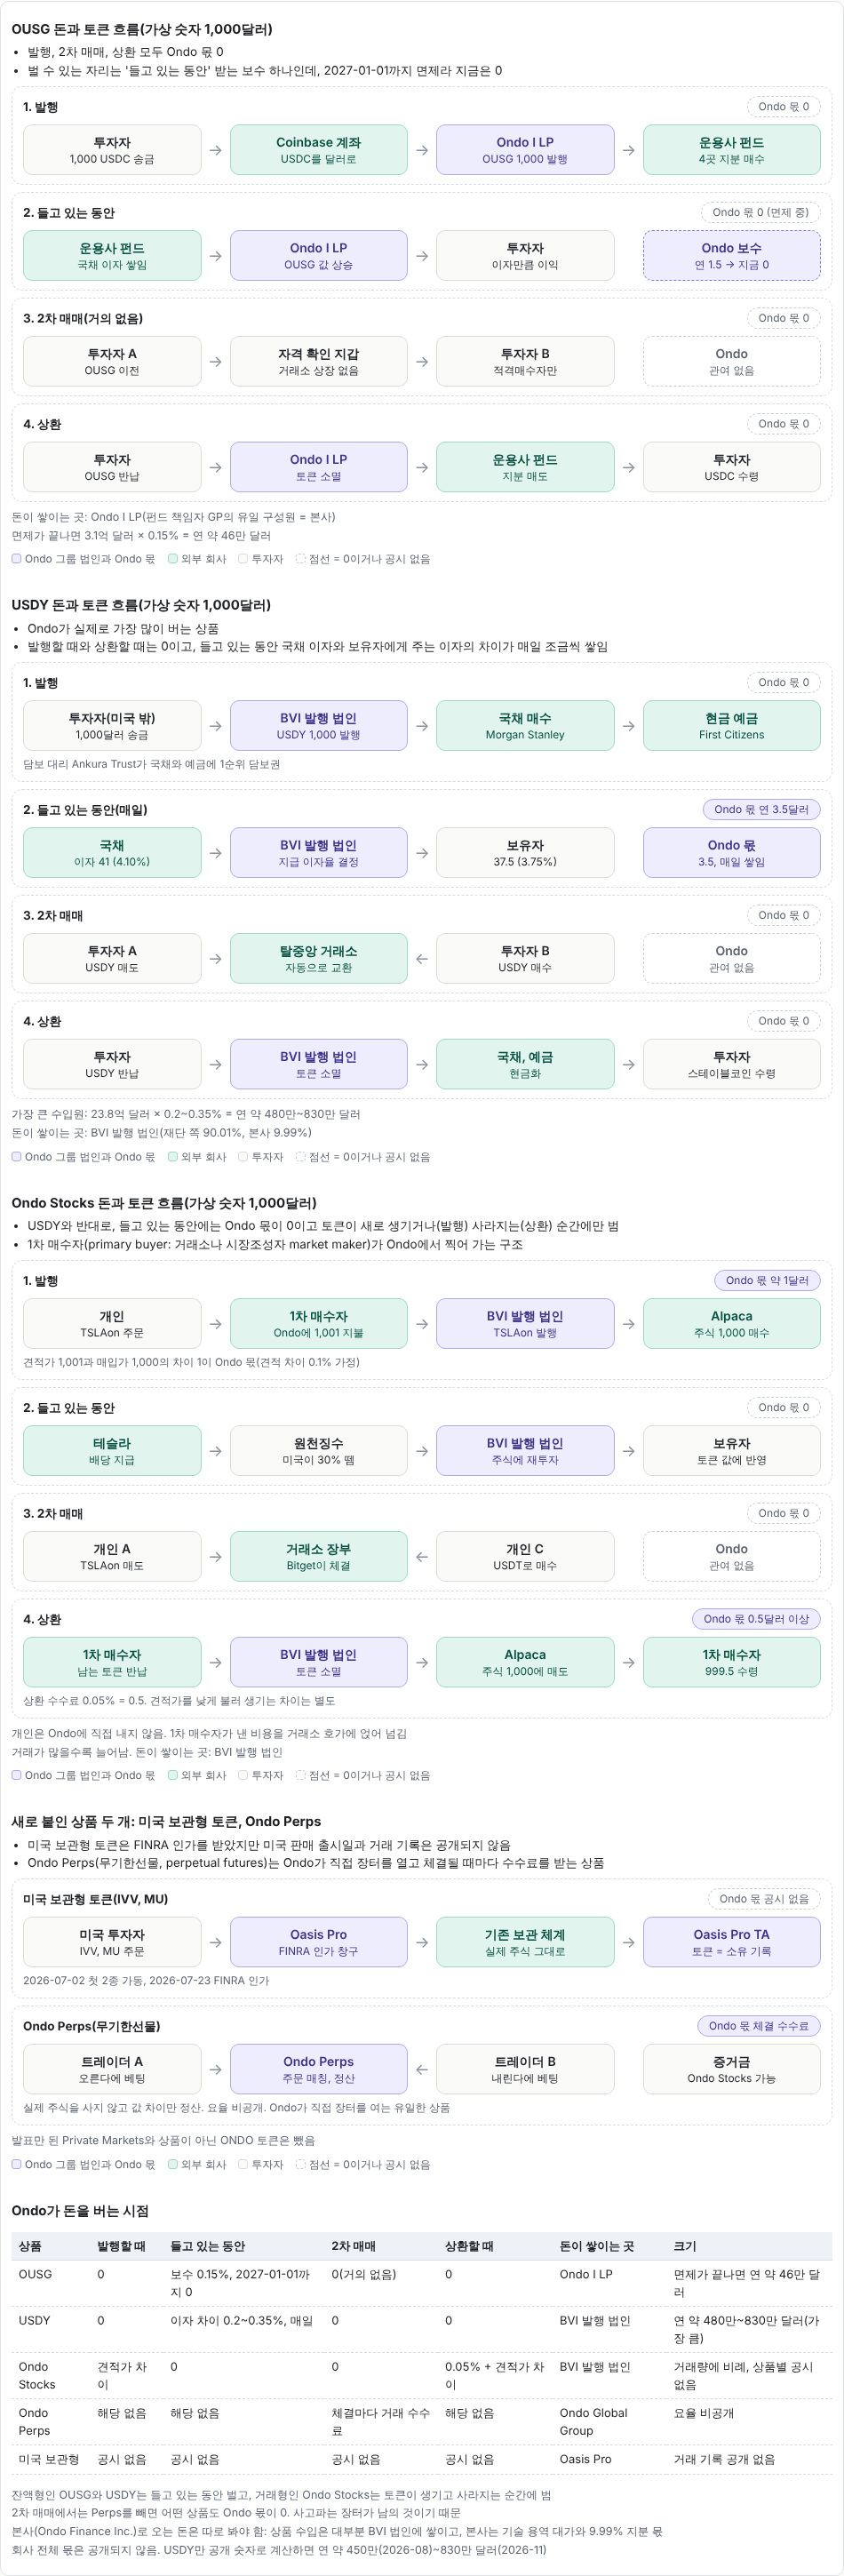 OUSG 돈과 토큰 흐름(가상 숫자 1,000달러)
• 발행, 2차 매매, 상환 모두 Ondo 몫 0
• 벌 수 있는 자리는 '들고 있는 동안' 받는 보수 하나인데, 2027-01-01까지 면제라 지금은 0
1. 발행
Ondo 몫 0
투자자
1,000 USDC 송금
→
Coinbase 계좌
USDC를 달러로
→
Ondo I LP
OUSG 1,000 발행
→
운용사 펀드
4곳 지분 매수
2. 들고 있는 동안
Ondo 몫 0 (면제 중)
운용사 펀드
국채 이자 쌓임
→
Ondo I LP
OUSG 값 상승
→
투자자
이자만큼 이익
Ondo 보수
연 1.5 → 지금 0
3. 2차 매매(거의 없음)
Ondo 몫 0
투자자 A
OUSG 이전
→
자격 확인 지갑
거래소 상장 없음
→
투자자 B
적격매수자만
Ondo
관여 없음
4. 상환
Ondo 몫 0
투자자
OUSG 반납
→
Ondo I LP
토큰 소멸
→
운용사 펀드
지분 매도
→
투자자
USDC 수령
돈이 쌓이는 곳: Ondo I LP(펀드 책임자 GP의 유일 구성원 = 본사)
면제가 끝나면 3.1억 달러 × 0.15% = 연 약 46만 달러
Ondo 그룹 법인과 Ondo 몫 외부 회사 투자자 점선 = 0이거나 공시 없음
USDY 돈과 토큰 흐름(가상 숫자 1,000달러)
• Ondo가 실제로 가장 많이 버는 상품
• 발행할 때와 상환할 때는 0이고, 들고 있는 동안 국채 이자와 보유자에게 주는 이자의 차이가 매일 조금씩 쌓임
1. 발행
Ondo 몫 0
투자자(미국 밖)
1,000달러 송금
→
BVI 발행 법인
USDY 1,000 발행
→
국채 매수
Morgan Stanley
→
현금 예금
First Citizens
담보 대리 Ankura Trust가 국채와 예금에 1순위 담보권
2. 들고 있는 동안(매일)
Ondo 몫 연 3.5달러
국채
이자 41 (4.10%)
→
BVI 발행 법인
지급 이자율 결정
→
보유자
37.5 (3.75%)
Ondo 몫
3.5, 매일 쌓임
3. 2차 매매
Ondo 몫 0
투자자 A
USDY 매도
→
탈중앙 거래소
자동으로 교환
←
투자자 B
USDY 매수
Ondo
관여 없음
4. 상환
Ondo 몫 0
투자자
USDY 반납
→
BVI 발행 법인
토큰 소멸
→
국채, 예금
현금화
→
투자자
스테이블코인 수령
가장 큰 수입원: 23.8억 달러 × 0.2~0.35% = 연 약 480만~830만 달러
돈이 쌓이는 곳: BVI 발행 법인(재단 쪽 90.01%, 본사 9.99%)
Ondo 그룹 법인과 Ondo 몫 외부 회사 투자자 점선 = 0이거나 공시 없음
Ondo Stocks 돈과 토큰 흐름(가상 숫자 1,000달러)
• USDY와 반대로, 들고 있는 동안에는 Ondo 몫이 0이고 토큰이 새로 생기거나(발행) 사라지는(상환) 순간에만 범
• 1차 매수자(primary buyer: 거래소나 시장조성자 market maker)가 Ondo에서 찍어 가는 구조
1. 발행
Ondo 몫 약 1달러
개인
TSLAon 주문
→
1차 매수자
Ondo에 1,001 지불
→
BVI 발행 법인
TSLAon 발행
→
Alpaca
주식 1,000 매수
견적가 1,001과 매입가 1,000의 차이 1이 Ondo 몫(견적 차이 0.1% 가정)
2. 들고 있는 동안
Ondo 몫 0
테슬라
배당 지급
→
원천징수
미국이 30% 뗌
→
BVI 발행 법인
주식에 재투자
→
보유자
토큰 값에 반영
3. 2차 매매
Ondo 몫 0
개인 A
TSLAon 매도
→
거래소 장부
Bitget이 체결
←
개인 C
USDT로 매수
Ondo
관여 없음
4. 상환
Ondo 몫 0.5달러 이상
1차 매수자
남는 토큰 반납
→
BVI 발행 법인
토큰 소멸
→
Alpaca
주식 1,000에 매도
→
1차 매수자
999.5 수령
상환 수수료 0.05% = 0.5. 견적가를 낮게 불러 생기는 차이는 별도
개인은 Ondo에 직접 내지 않음. 1차 매수자가 낸 비용을 거래소 호가에 얹어 넘김
거래가 많을수록 늘어남. 돈이 쌓이는 곳: BVI 발행 법인
Ondo 그룹 법인과 Ondo 몫 외부 회사 투자자 점선 = 0이거나 공시 없음
새로 붙인 상품 두 개: 미국 보관형 토큰, Ondo Perps
• 미국 보관형 토큰은 FINRA 인가를 받았지만 미국 판매 출시일과 거래 기록은 공개되지 않음
• Ondo Perps(무기한선물, perpetual futures)는 Ondo가 직접 장터를 열고 체결될 때마다 수수료를 받는 상품
미국 보관형 토큰(IVV, MU)
Ondo 몫 공시 없음
미국 투자자
IVV, MU 주문
→
Oasis Pro
FINRA 인가 창구
→
기존 보관 체계
실제 주식 그대로
→
Oasis Pro TA
토큰 = 소유 기록
2026-07-02 첫 2종 가동, 2026-07-23 FINRA 인가
Ondo Perps(무기한선물)
Ondo 몫 체결 수수료
트레이더 A
오른다에 베팅
→
Ondo Perps
주문 매칭, 정산
←
트레이더 B
내린다에 베팅
증거금
Ondo Stocks 가능
실제 주식을 사지 않고 값 차이만 정산. 요율 비공개. Ondo가 직접 장터를 여는 유일한 상품
발표만 된 Private Markets와 상품이 아닌 ONDO 토큰은 뺐음
Ondo 그룹 법인과 Ondo 몫 외부 회사 투자자 점선 = 0이거나 공시 없음
Ondo가 돈을 버는 시점
상품 발행할 때 들고 있는 동안 2차 매매 상환할 때 돈이 쌓이는 곳 크기
OUSG 0 보수 0.15%, 2027-01-01까지 0 0(거의 없음) 0 Ondo I LP 면제가 끝나면 연 약 46만 달러
USDY 0 이자 차이 0.2~0.35%, 매일 0 0 BVI 발행 법인 연 약 480만~830만 달러(가장 큼)
Ondo Stocks 견적가 차이 0 0 0.05% + 견적가 차이 BVI 발행 법인 거래량에 비례, 상품별 공시 없음
Ondo Perps 해당 없음 해당 없음 체결마다 거래 수수료 해당 없음 Ondo Global Group 요율 비공개
미국 보관형 공시 없음 공시 없음 공시 없음 공시 없음 Oasis Pro 거래 기록 공개 없음
잔액형인 OUSG와 USDY는 들고 있는 동안 벌고, 거래형인 Ondo Stocks는 토큰이 생기고 사라지는 순간에 범
2차 매매에서는 Perps를 빼면 어떤 상품도 Ondo 몫이 0. 사고파는 장터가 남의 것이기 때문
본사(Ondo Finance Inc.)로 오는 돈은 따로 봐야 함: 상품 수입은 대부분 BVI 법인에 쌓이고, 본사는 기술 용역 대가와 9.99% 지분 몫
회사 전체 몫은 공개되지 않음. USDY만 공개 숫자로 계산하면 연 약 450만(2026-08)~830만 달러(2026-11)